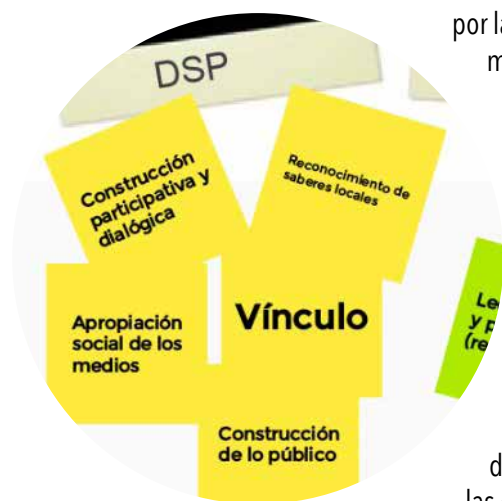 por la
DSP
Construcción
participativa y
dialógica
Reconocimiento de
saberes locales
Apropiación
social de los
medios
Vínculo
Construcción
de lo público
y
las